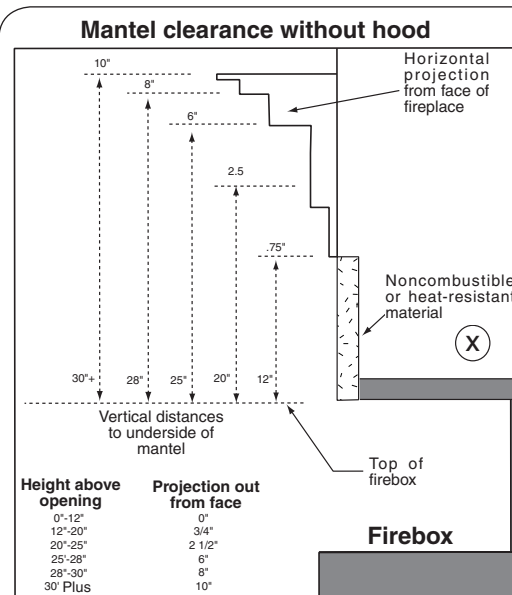 Mantel clearance without hood
10"
8"
6"
2.5
.75"
Horizontal
projection
from face of
fireplace
Noncombustible
or heat-resistant
material
X
30"+
28"
25"
20"
12"
Vertical distances
to underside of
mantel
Top of
firebox
Height above
opening
Projection out
from face
0"-12" 0"
12"-20" 3/4"
20"-25" 2 1/2"
25'-28" 6"
28"-30" 8"
30' Plus 10"
Firebox